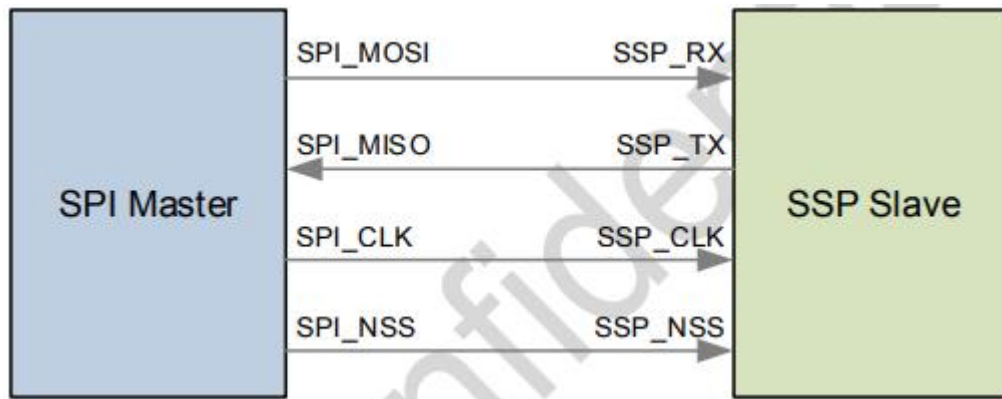 SPI_MOSI SSP_RX
SPI_MISO SSP_TX
SPI Master SSP Slave
SPI_CLK SSP_CLK
SPI_NSS SSP_NSS